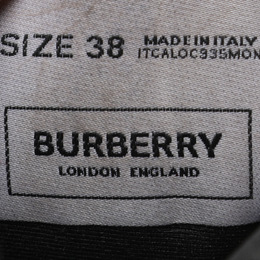 SIZE 38 MADE IN ITALY
ITCALOC935MON
BURBERRY
LONDON ENGLAND